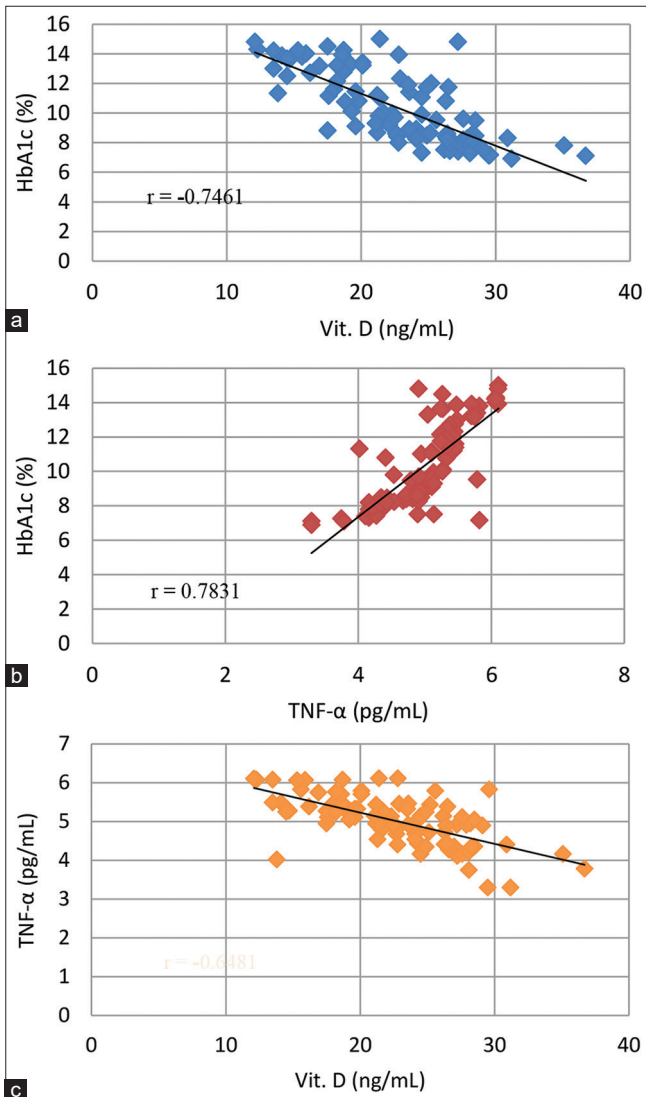 16
14
12
10
8
6
4
2
0
HbA1c (%)
r = -0.7461
0 10 20 30 40
Vit. D (ng/mL)
a
16
14
12
10
8
6
4
2
0
HbA1c (%)
r = 0.7831
0 2 4 6 8
TNF-α (pg/mL)
b
7
6
5
4
3
2
1
0
TNF-α (pg/mL)
r = -0.6481
0 10 20 30 40
Vit. D (ng/mL)
c